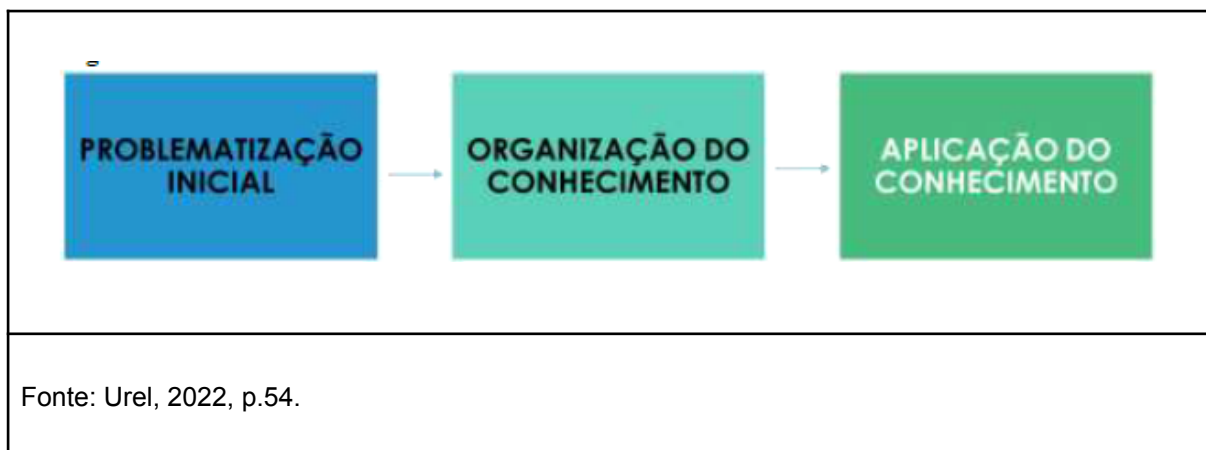 PROBLEMATIZAÇÃO
INICIAL
ORGANIZAÇÃO DO
CONHECIMENTO
APLICAÇÃO DO
CONHECIMENTO
Fonte: Urel, 2022, p.54.